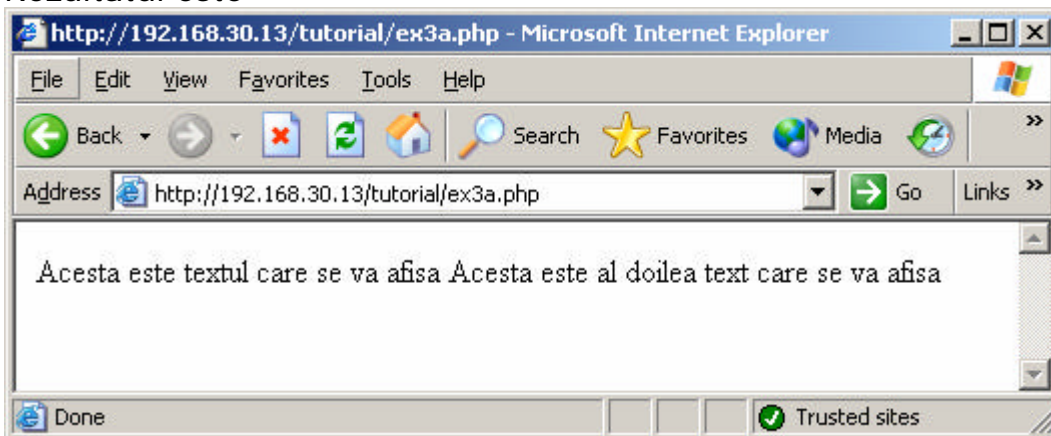 Rezultatul este
http://192.168.30.13/tutorial/ex3a.php - Microsoft Internet Explorer
File Edit View Favorites Tools Help
Back Search Favorites Media »
Address http://192.168.30.13/tutorial/ex3a.php Go Links »
Acesta este textul care se va afisa Acesta este al doilea text care se va afisa
Done Trusted sites